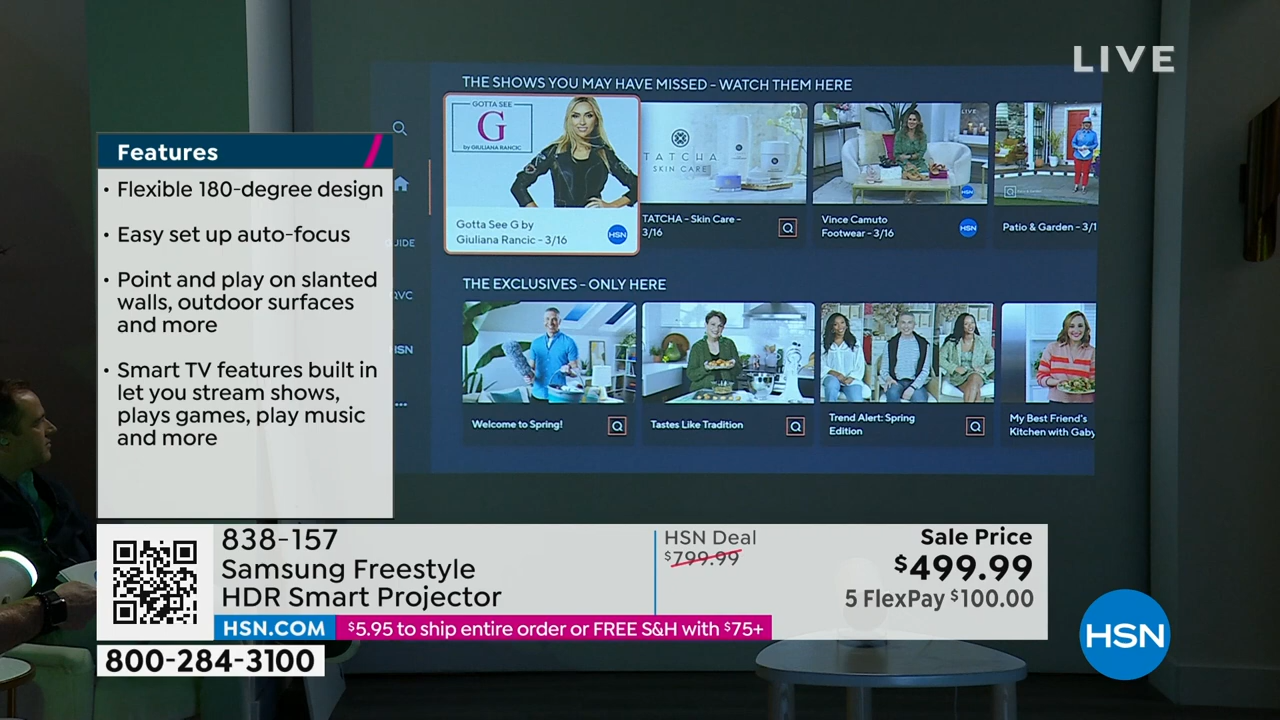 LIVE
THE SHOWS YOU MAY HAVE MISSED - WATCH THEM HERE
GOTTA SEE
G
by GIULIANA RANCIC
Gotta See G by
Giuliana Rancic - 3/16
HSN
TATCHA
SKIN CARE
TATCHA - Skin Care -
3/16
LIVE
HSN
Vince Camuto
Footwear - 3/16
HSN
Patio & Garden - 3/1
UIDE
QVC
HSN
THE EXCLUSIVES - ONLY HERE
Welcome to Spring!
Tastes Like Tradition
Trend Alert: Spring
Edition
My Best Friend's
Kitchen with Gaby
Features
• Flexible 180-degree design
• Easy set up auto-focus
• Point and play on slanted
walls, outdoor surfaces
and more
• Smart TV features built in
let you stream shows,
plays games, play music
and more
838-157
Samsung Freestyle
HDR Smart Projector
HSN Deal
$799.99
Sale Price
$499.99
5 FlexPay $100.00
HSN.COM
$5.95 to ship entire order or FREE S&H with $75+
800-284-3100
HSN